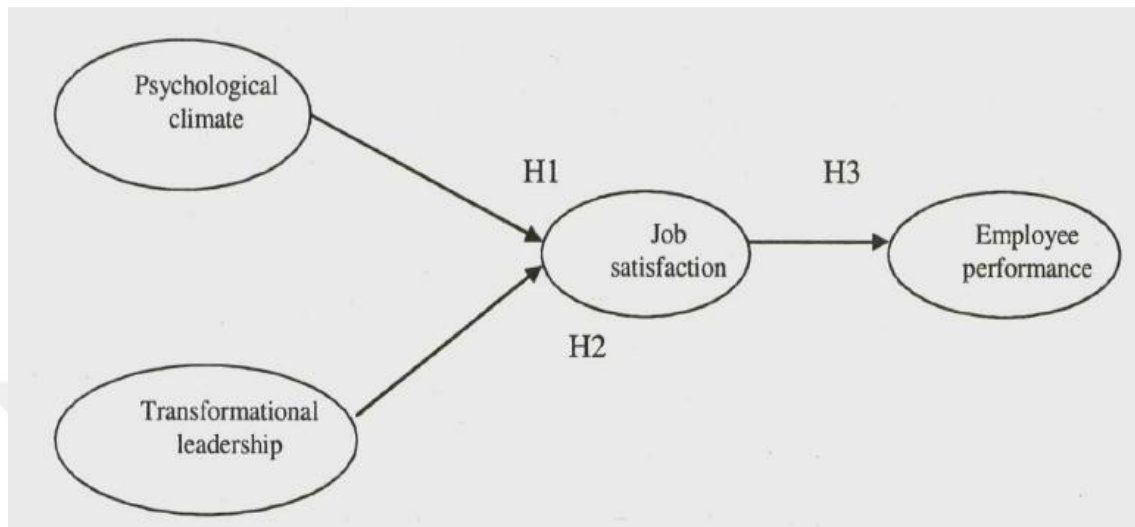 Psychological
climate
H1
H3
Job
satisfaction
Employee
performance
H2
Transformational
leadership